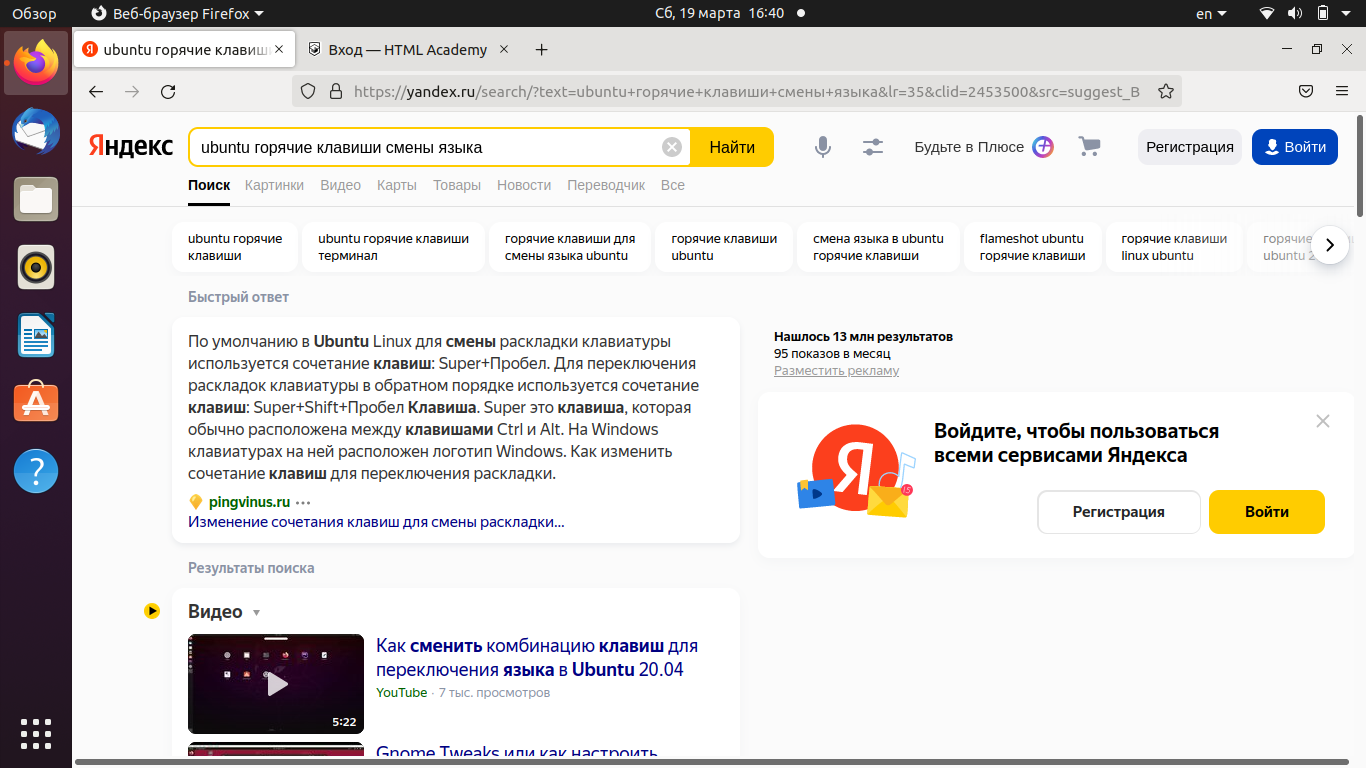 Обзор
Веб-браузер Firefox
Сб, 19 марта 16:40
en
ubuntu горячие клавиш
Вход — HTML Academy
https://yandex.ru/search/?text=ubuntu+горячие+клавиши+смены+языка&lr=35&clid=2453500&src=suggest_B
Яндекс
ubuntu горячие клавиши смены языка
Найти
Будьте в Плюсе
Регистрация
Войти
Поиск Картинки Видео Карты Товары Новости Переводчик Все
ubuntu горячие
клавиши
ubuntu горячие клавиши
терминал
горячие клавиши для
смены языка ubuntu
горячие клавиши
ubuntu
смена языка в ubuntu
горячие клавиши
flameshot ubuntu
горячие клавиши
горячие клавиши
linux ubuntu
ubuntu
Быстрый ответ
По умолчанию в Ubuntu Linux для смены раскладки клавиатуры
используется сочетание клавиш: Super+Пробел. Для переключения
раскладок клавиатуры в обратном порядке используется сочетание
клавиш: Super+Shift+Пробел Клавиша. Super это клавиша, которая
обычно расположена между клавишами Ctrl и Alt. На Windows
клавиатурах на ней расположен логотип Windows. Как изменить
сочетание клавиш для переключения раскладки.
pingvinus.ru
Изменение сочетания клавиш для смены раскладки...
Нашлось 13 млн результатов
95 показов в месяц
Разместить рекламу
Войдите, чтобы пользоваться
всеми сервисами Яндекса
Регистрация
Войти
Результаты поиска
Видео
5:22
Как сменить комбинацию клавиш для
переключения языка в Ubuntu 20.04
YouTube · 7 тыс. просмотров
Gnome Tweaks или как настроить